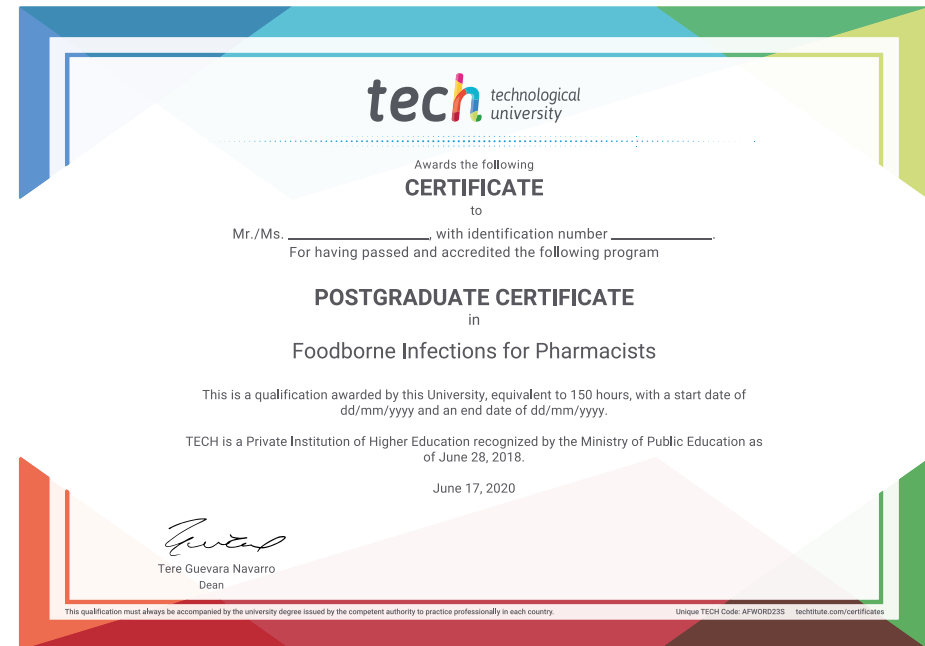 tech technological
university
Awards the following
CERTIFICATE
to
Mr./Ms. ____________________, with identification number ______________.
For having passed and accredited the following program
POSTGRADUATE CERTIFICATE
in
Foodborne Infections for Pharmacists
This is a qualification awarded by this University, equivalent to 150 hours, with a start date of
dd/mm/yyyy and an end date of dd/mm/yyyy.
TECH is a Private Institution of Higher Education recognized by the Ministry of Public Education as
of June 28, 2018.
June 17, 2020
Tere Guevara Navarro
Dean
This qualification must always be accompanied by the university degree issued by the competent authority to practice professionally in each country. Unique TECH Code: AFWORD23S techtitute.com/certificates